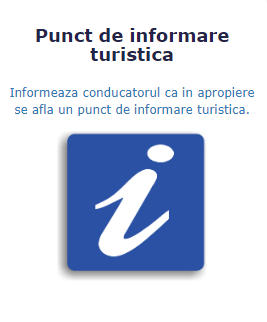 Punct de informare
turistica
Informeaza conducatorul ca in apropiere
se afla un punct de informare turistica.
i